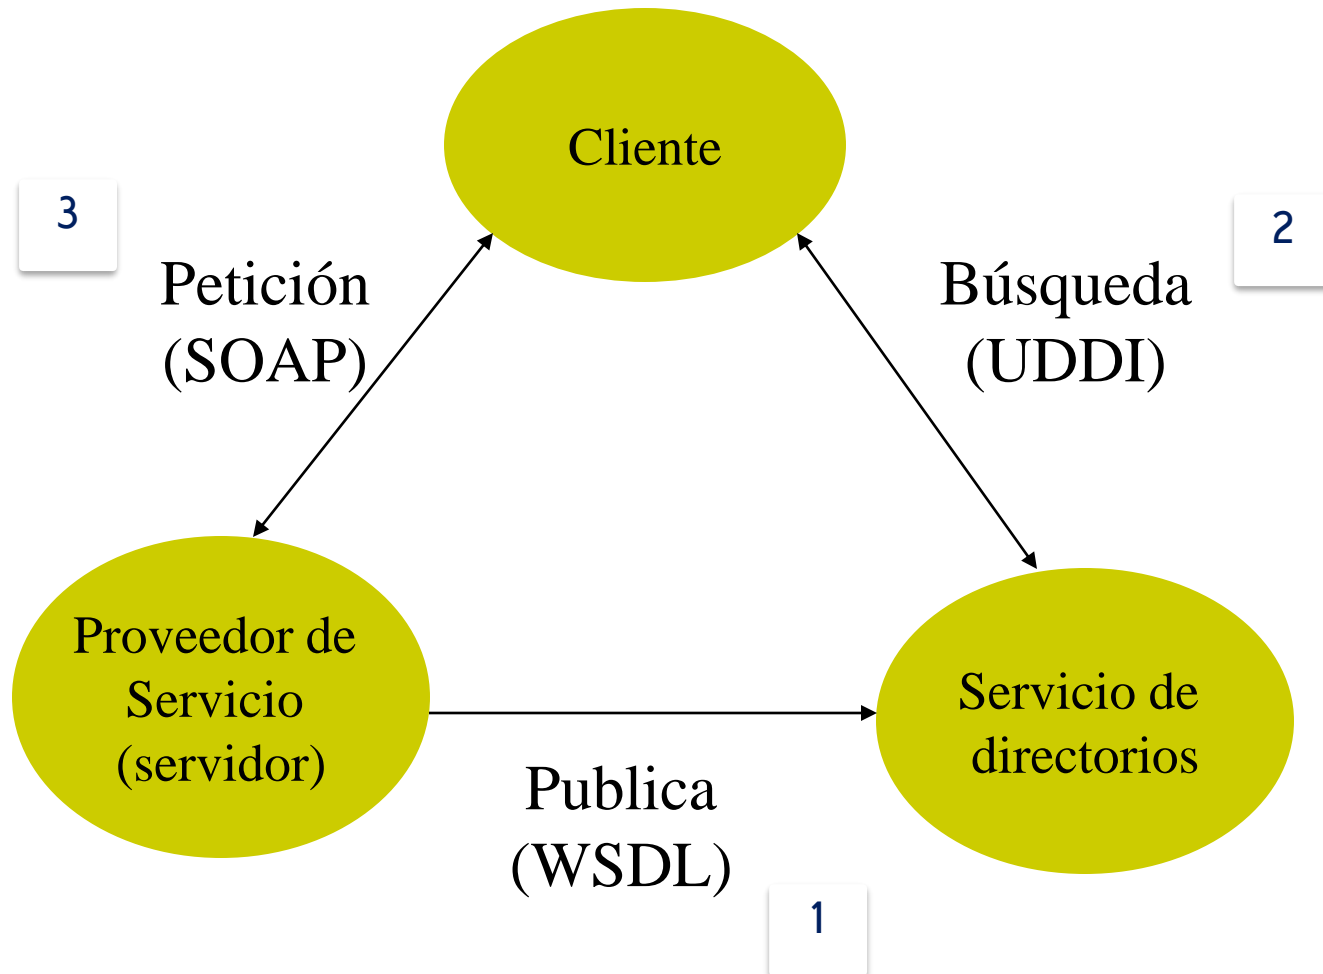 Cliente
3
2
Petición
(SOAP)
Búsqueda
(UDDI)
Proveedor de
Servicio
(servidor)
Servicio de
directorios
Publica
(WSDL)
1